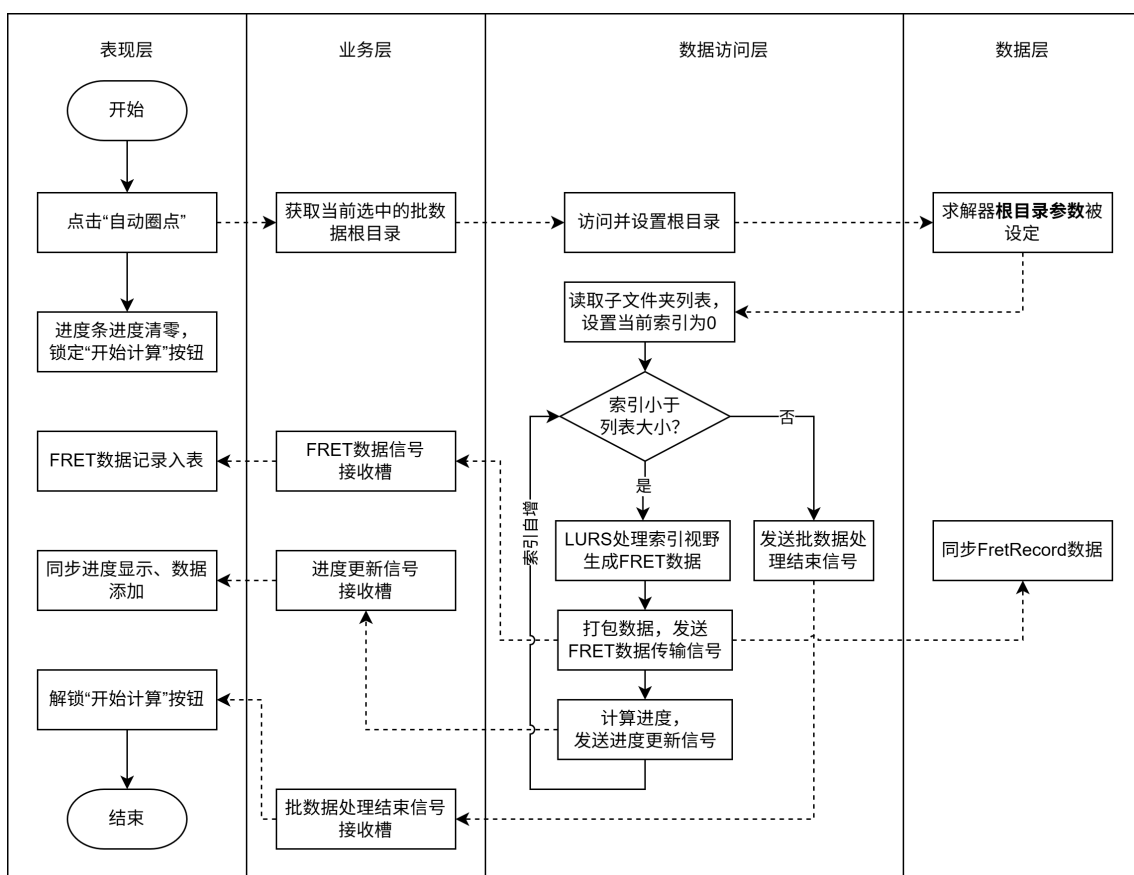 表现层
业务层
数据访问层
数据层
开始
点击“自动圈点”
获取当前选中的批数
据根目录
访问并设置根目录
求解器根目录参数被
设定
进度条进度清零，
锁定“开始计算”按钮
读取子文件夹列表，
设置当前索引为0
索引小于
列表大小？
否
是
索引自增
FRET数据记录入表
FRET数据信号
接收槽
LURS处理索引视野
生成FRET数据
发送批数据处
理结束信号
同步FretRecord数据
同步进度显示、数据
添加
进度更新信号
接收槽
打包数据，发送
FRET数据传输信号
解锁“开始计算”按钮
计算进度，
发送进度更新信号
结束
批数据处理结束信号
接收槽